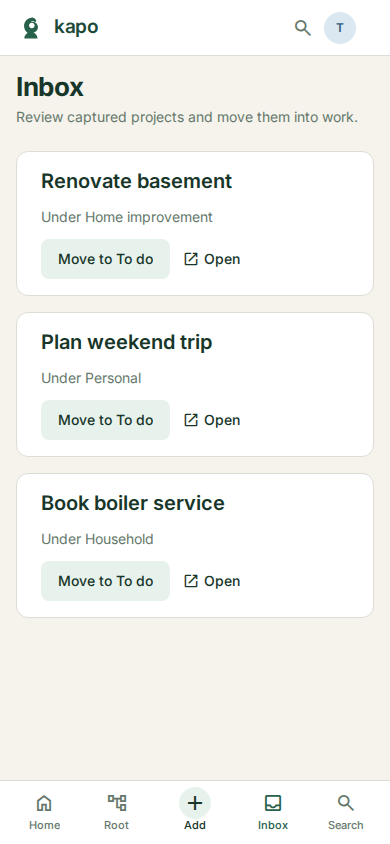 kapo
T
Inbox
Review captured projects and move them into work.
Renovate basement
Under Home improvement
Move to To do Open
Plan weekend trip
Under Personal
Move to To do Open
Book boiler service
Under Household
Move to To do Open
Home Root Add Inbox Search